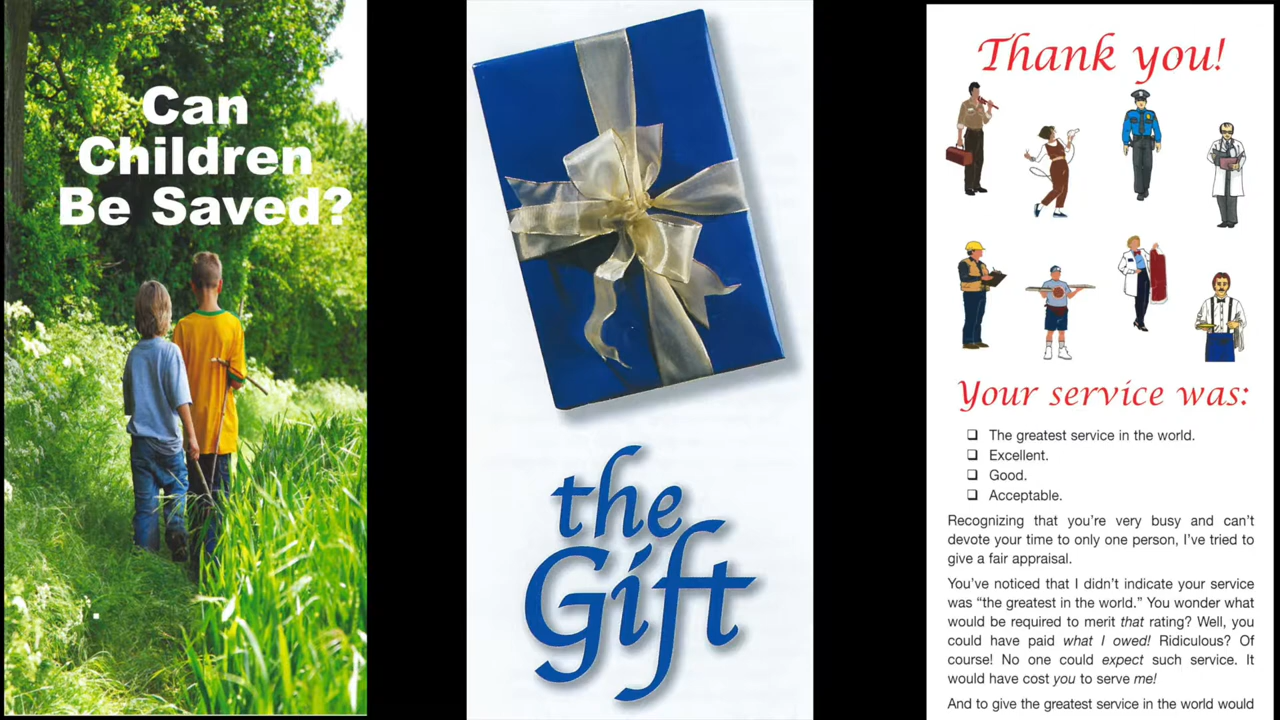 Can
Children
Be Saved?
the
Gift
Thank you!
Your service was:
❑ The greatest service in the world.
❑ Excellent.
❑ Good.
❑ Acceptable.
Recognizing that you're very busy and can't
devote your time to only one person, I've tried to
give a fair appraisal.
You've noticed that I didn't indicate your service
was “the greatest in the world.” You wonder what
would be required to merit that rating? Well, you
could have paid what I owed! Ridiculous? Of
course! No one could expect such service. It
would have cost you to serve me!
And to give the greatest service in the world would